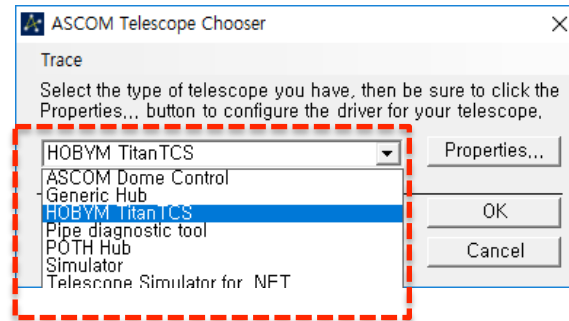 ASCOM Telescope Chooser
Trace
Select the type of telescope you have, then be sure to click the
Properties... button to configure the driver for your telescope.
HOBYM TitanTCS
Properties...
ASCOM Dome Control
Generic Hub
HOBYM TitanTCS
Pipe diagnostic tool
POTH Hub
Simulator
Telescope Simulator for .NET
OK
Cancel